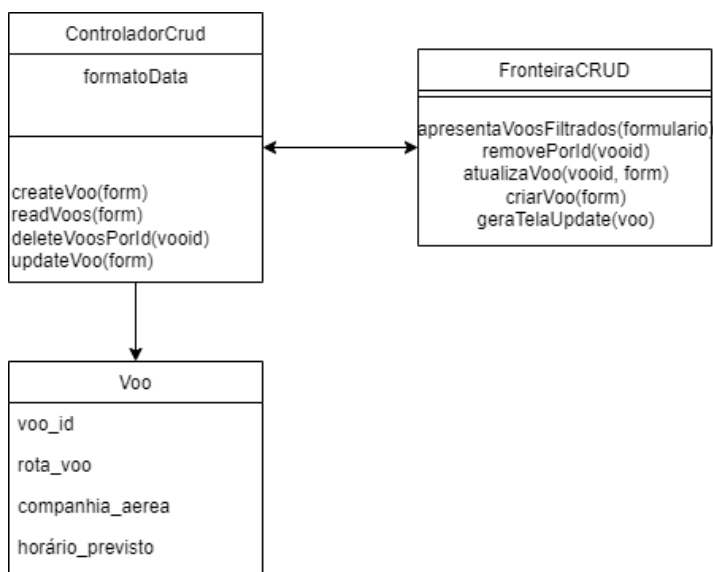 ControladorCrud
formatoData
createVoo(form)
readVoos(form)
deleteVoosPorId(vooid)
updateVoo(form)
FronteiraCRUD
apresentaVoosFiltrados(formulario)
removePorId(vooid)
atualizaVoo(vooid, form)
criarVoo(form)
geraTelaUpdate(voo)
Voo
voo_id
rota_voo
companhia_aerea
horário_previsto